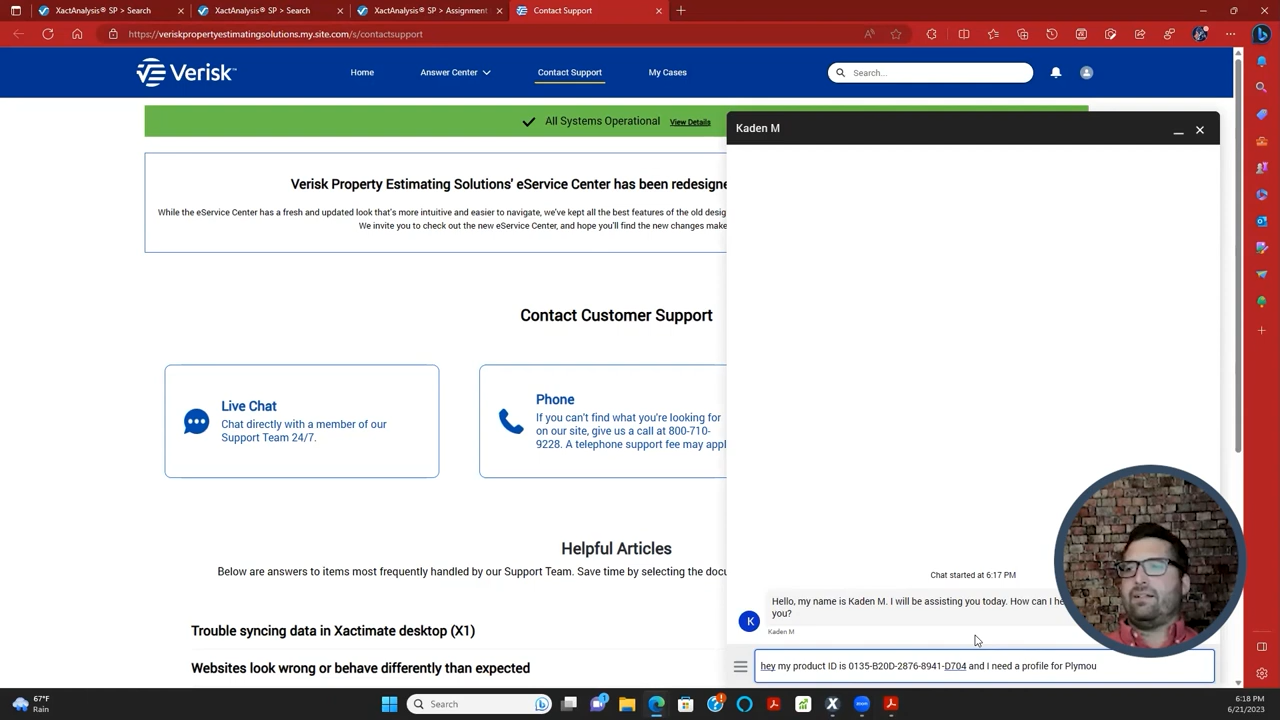 XactAnalysis® SP > Search
XactAnalysis® SP > Search
XactAnalysis® SP > Assignment
Contact Support
https://veriskpropertyestimatingsolutions.my.site.com/s/contactsupport
Verisk™
Home
Answer Center
Contact Support
My Cases
Search...
All Systems Operational View Details
Kaden M
Verisk Property Estimating Solutions' eService Center has been redesigne
While the eService Center has a fresh and updated look that's more intuitive and easier to navigate, we've kept all the best features of the old desig
We invite you to check out the new eService Center, and hope you'll find the new changes make
Contact Customer Support
Live Chat
Chat directly with a member of our
Support Team 24/7.
Phone
If you can't find what you're looking for
on our site, give us a call at 800-710-
9228. A telephone support fee may appl
Helpful Articles
Below are answers to items most frequently handled by our Support Team. Save time by selecting the docu
Trouble syncing data in Xactimate desktop (X1)
Websites look wrong or behave differently than expected
Chat started at 6:17 PM
Hello, my name is Kaden M. I will be assisting you today. How can I he
you?
K
Kaden M
hey my product ID is 0135-B20D-2876-8941-D704 and I need a profile for Plymou
67°F
Rain
Search
6:18 PM
6/21/2023